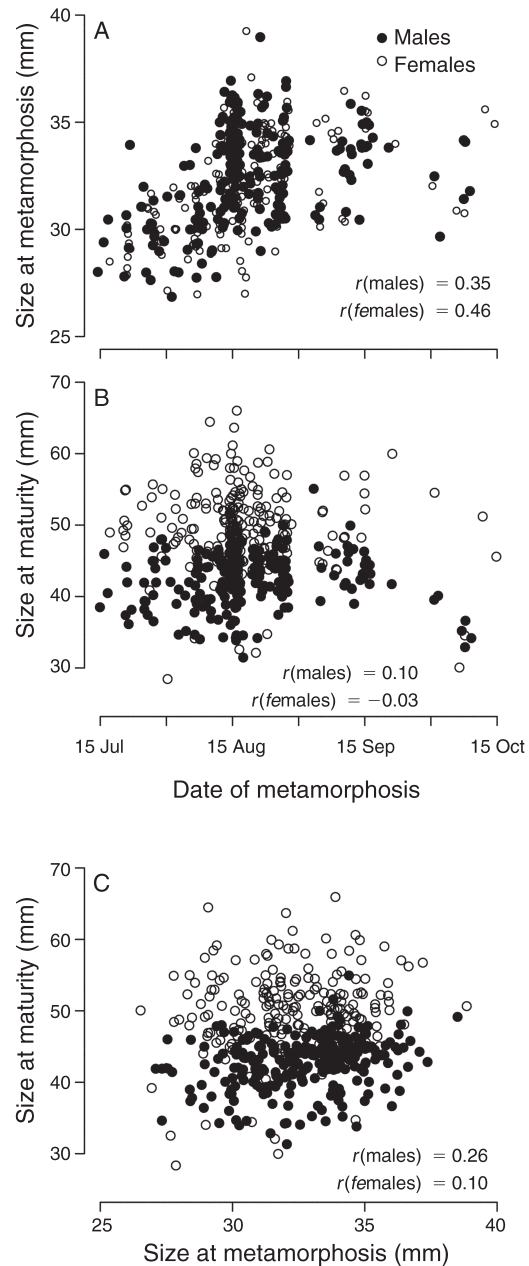 A
Males
Females
40
35
30
25
Size at metamorphosis (mm)
r(males) = 0.35
r(females) = 0.46
B
70
60
50
40
30
Size at maturity (mm)
r(males) = 0.10
r(females) = −0.03
15 Jul 15 Aug 15 Sep 15 Oct
Date of metamorphosis
C
70
60
50
40
30
Size at maturity (mm)
r(males) = 0.26
r(females) = 0.10
25 30 35 40
Size at metamorphosis (mm)